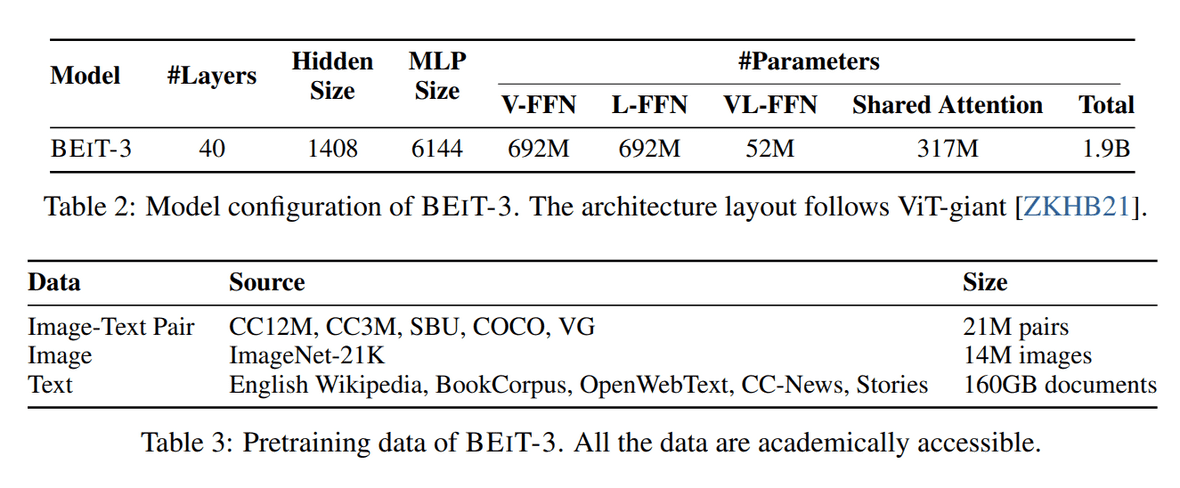 Model #Layers Hidden Size MLP Size #Parameters
V-FFN L-FFN VL-FFN Shared Attention Total
BEIT-3 40 1408 6144 692M 692M 52M 317M 1.9B
Table 2: Model configuration of BEIT-3. The architecture layout follows ViT-giant [ZKHB21].
Data Source Size
Image-Text Pair CC12M, CC3M, SBU, COCO, VG 21M pairs
Image ImageNet-21K 14M images
Text English Wikipedia, BookCorpus, OpenWebText, CC-News, Stories 160GB documents
Table 3: Pretraining data of BEIT-3. All the data are academically accessible.